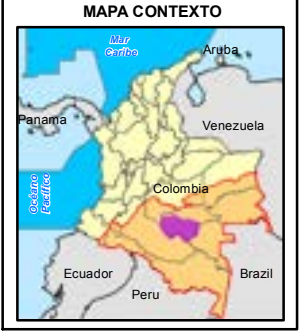 MAPA CONTEXTO
Mar
Caribe
Aruba
Panama
Venezuela
Océano
Pacífico
Colombia
Ecuador
Brazil
Peru